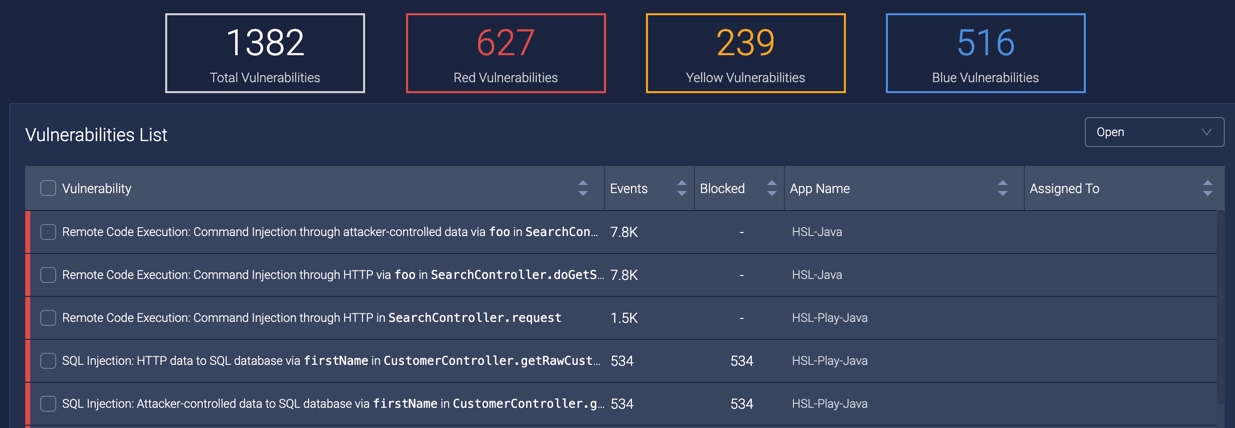 1382 627 239 516
Total Vulnerabilities Red Vulnerabilities Yellow Vulnerabilities Blue Vulnerabilities
Vulnerabilities List Open
Vulnerability Events Blocked App Name Assigned To
Remote Code Execution: Command Injection through attacker-controlled data via foo in SearchCon... 7.8K - HSL-Java
Remote Code Execution: Command Injection through HTTP via foo in SearchController.doGetS... 7.8K - HSL-Java
Remote Code Execution: Command Injection through HTTP in SearchController.request 1.5K - HSL-Play-Java
SQL Injection: HTTP data to SQL database via firstName in CustomerController.getRawCust... 534 534 HSL-Play-Java
SQL Injection: Attacker-controlled data to SQL database via firstName in CustomerController.g... 534 534 HSL-Play-Java